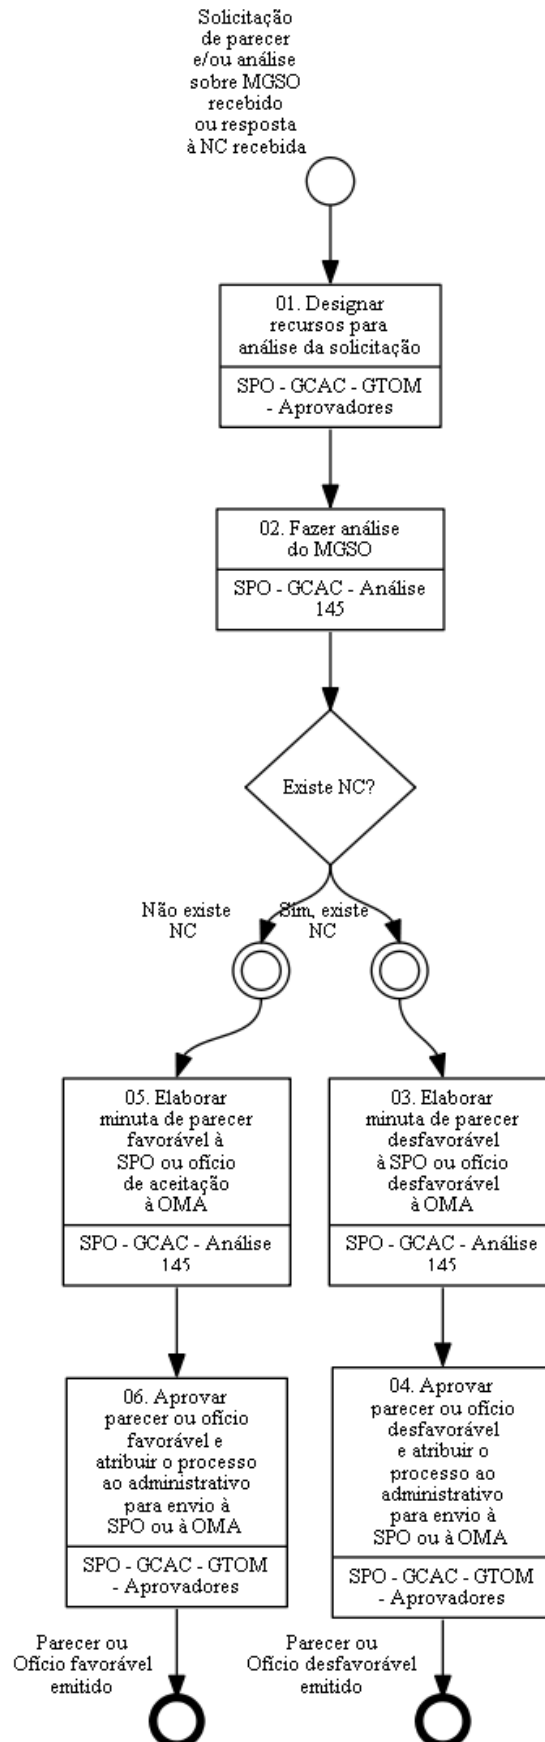 Solicitação
de parecer
e/ou análise
sobre MGSO
recebido
ou resposta
à NC recebida
01. Designar
recursos para
análise da solicitação
SPO - GCAC - GTOM
- Aprovadores
02. Fazer análise
do MGSO
SPO - GCAC - Análise
145
Existe NC?
Não existe
NC
Sim, existe
NC
05. Elaborar
minuta de parecer
favorável à
SPO ou ofício
de aceitação
à OMA
SPO - GCAC - Análise
145
03. Elaborar
minuta de parecer
desfavorável
à SPO ou ofício
desfavorável
à OMA
SPO - GCAC - Análise
145
06. Aprovar
parecer ou ofício
favorável e
atribuir o processo
ao administrativo
para envio à
SPO ou à OMA
SPO - GCAC - GTOM
- Aprovadores
04. Aprovar
parecer ou ofício
desfavorável
e atribuir o
processo ao
administrativo
para envio à
SPO ou à OMA
SPO - GCAC - GTOM
- Aprovadores
Parecer ou
Ofício favorável
emitido
Parecer ou
Ofício desfavorável
emitido